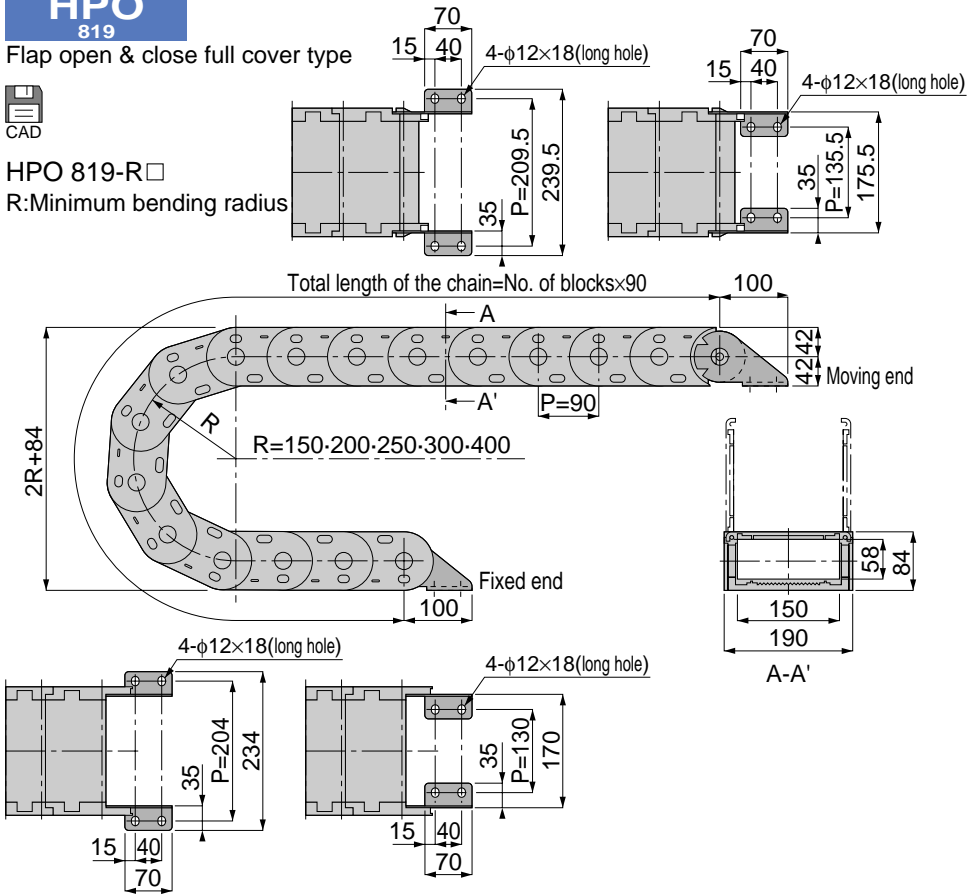 HPO
819
Flap open & close full cover type
CAD
HPO 819-R□
R:Minimum bending radius
70
15 40
4-φ12×18(long hole)
35
P=209.5
239.5
70
15 40
4-φ12×18(long hole)
35
P=135.5
175.5
Total length of the chain=No. of blocks×90
100
A
A'
42
42
Moving end
P=90
R
R=150·200·250·300·400
2R+84
Fixed end
100
58
84
150
190
A-A'
4-φ12×18(long hole)
35
P=204
234
15 40
70
4-φ12×18(long hole)
35
P=130
170
15 40
70